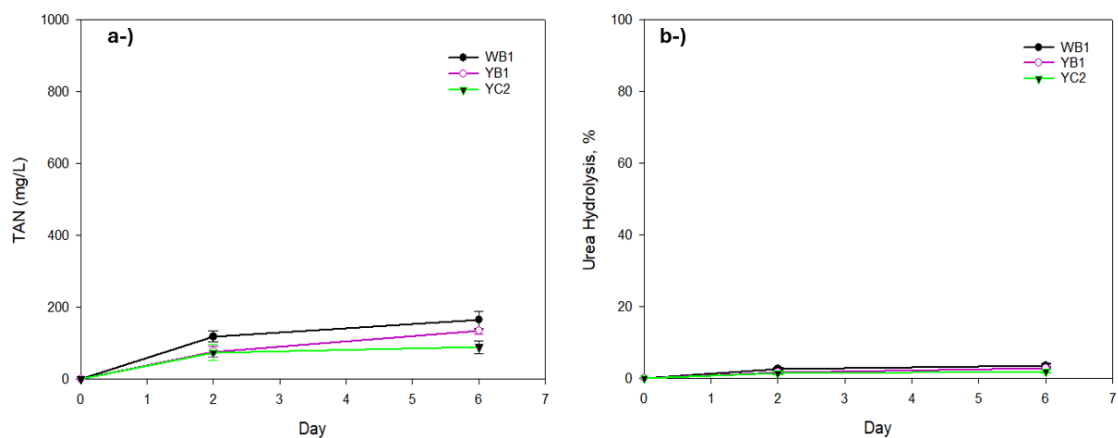 a-)
WB1
YB1
YC2
1000
800
600
400
200
0
TAN (mg/L)
0 1 2 3 4 5 6 7
Day
b-)
WB1
YB1
YC2
100
80
60
40
20
0
Urea Hydrolysis, %
0 1 2 3 4 5 6 7
Day